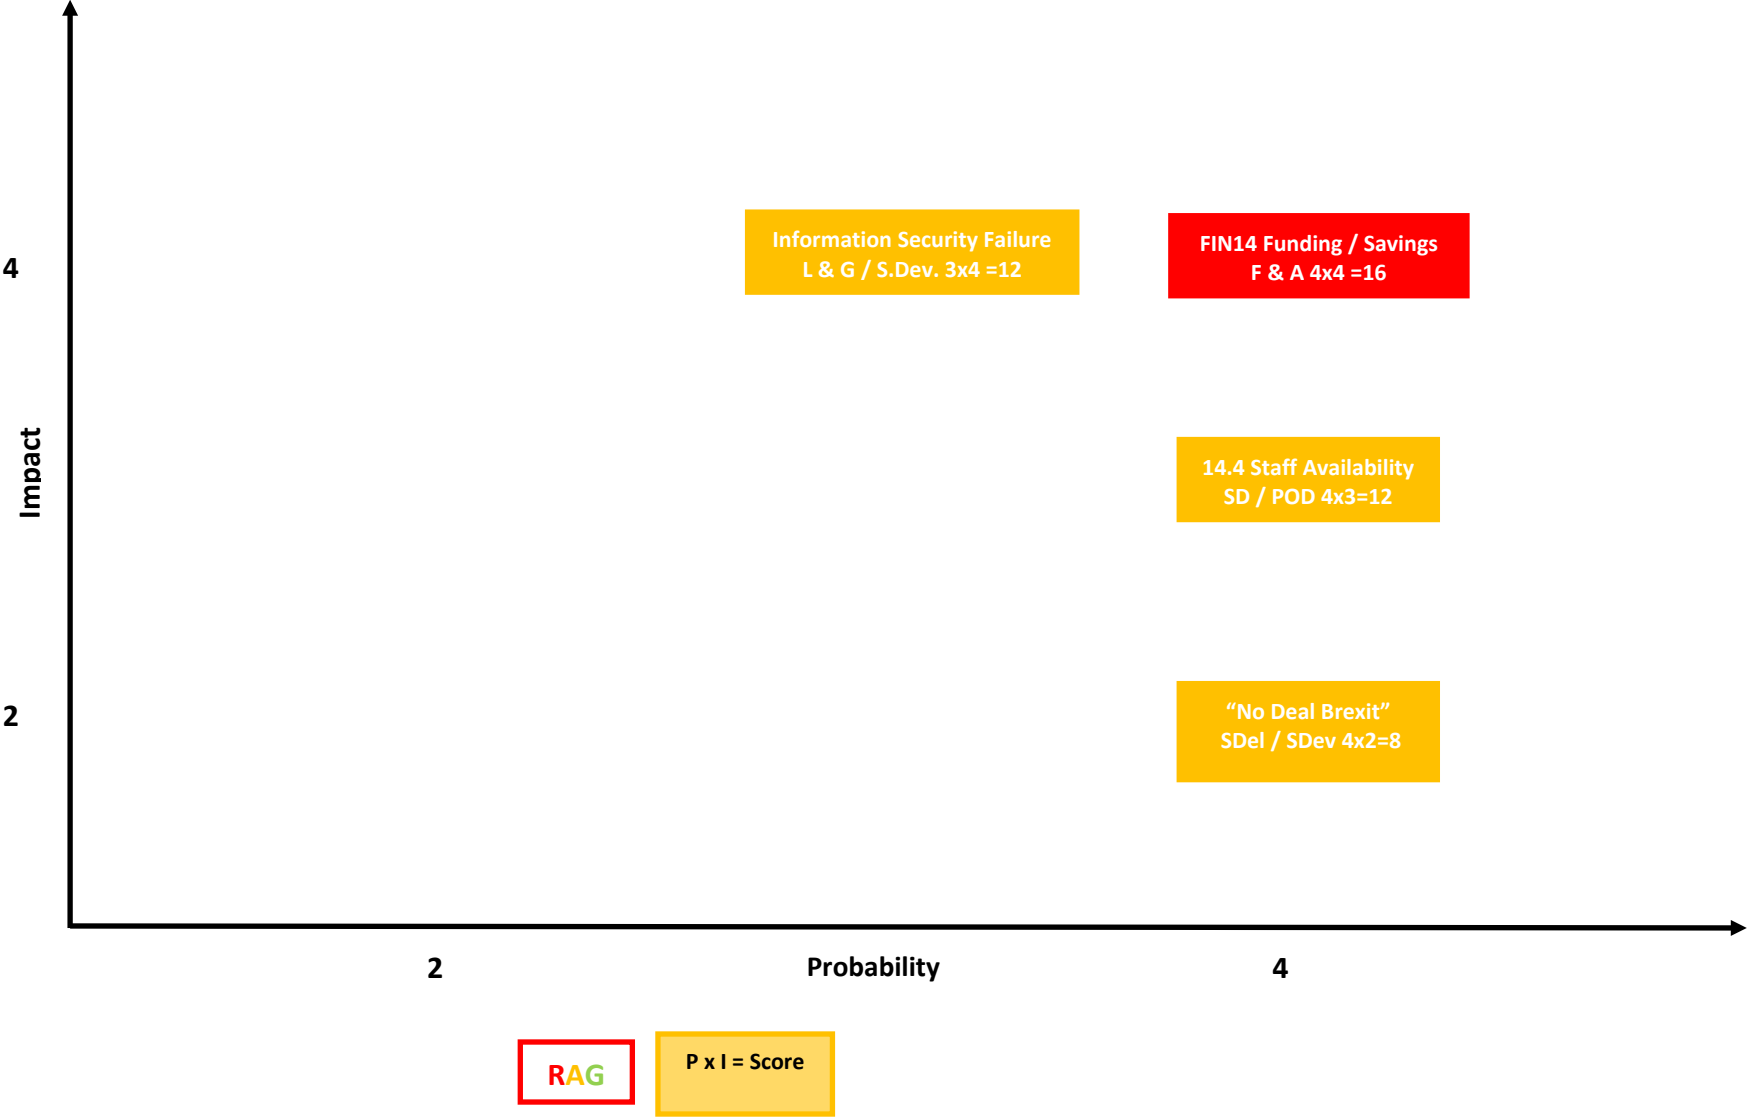 Information Security Failure
L & G / S.Dev. 3x4 =12
FIN14 Funding / Savings
F & A 4x4 =16
4
Impact
14.4 Staff Availability
SD / POD 4x3=12
2
“No Deal Brexit”
SDel / SDev 4x2=8
2
Probability
4
RAG
P x I = Score